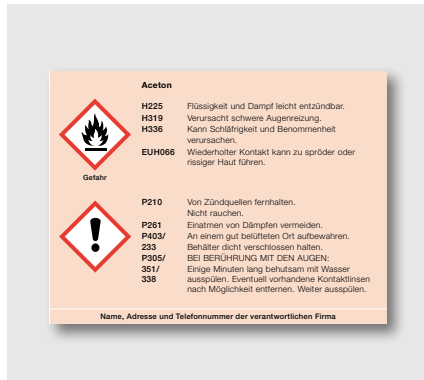 Aceton
H225 Flüssigkeit und Dampf leicht entzündbar.
H319 Verursacht schwere Augenreizung.
H336 Kann Schläfrigkeit und Benommenheit
verursachen.
EUH066 Wiederholter Kontakt kann zu spröder oder
rissiger Haut führen.
Gefahr
P210 Von Zündquellen fernhalten.
Nicht rauchen.
P261 Einatmen von Dämpfen vermeiden.
P403/ An einem gut belüfteten Ort aufbewahren.
233 Behälter dicht verschlossen halten.
P305/ BEI BERÜHRUNG MIT DEN AUGEN:
351/ Einige Minuten lang behutsam mit Wasser
338 ausspülen. Eventuell vorhandene Kontaktlinsen
nach Möglichkeit entfernen. Weiter ausspülen.
Name, Adresse und Telefonnummer der verantwortlichen Firma